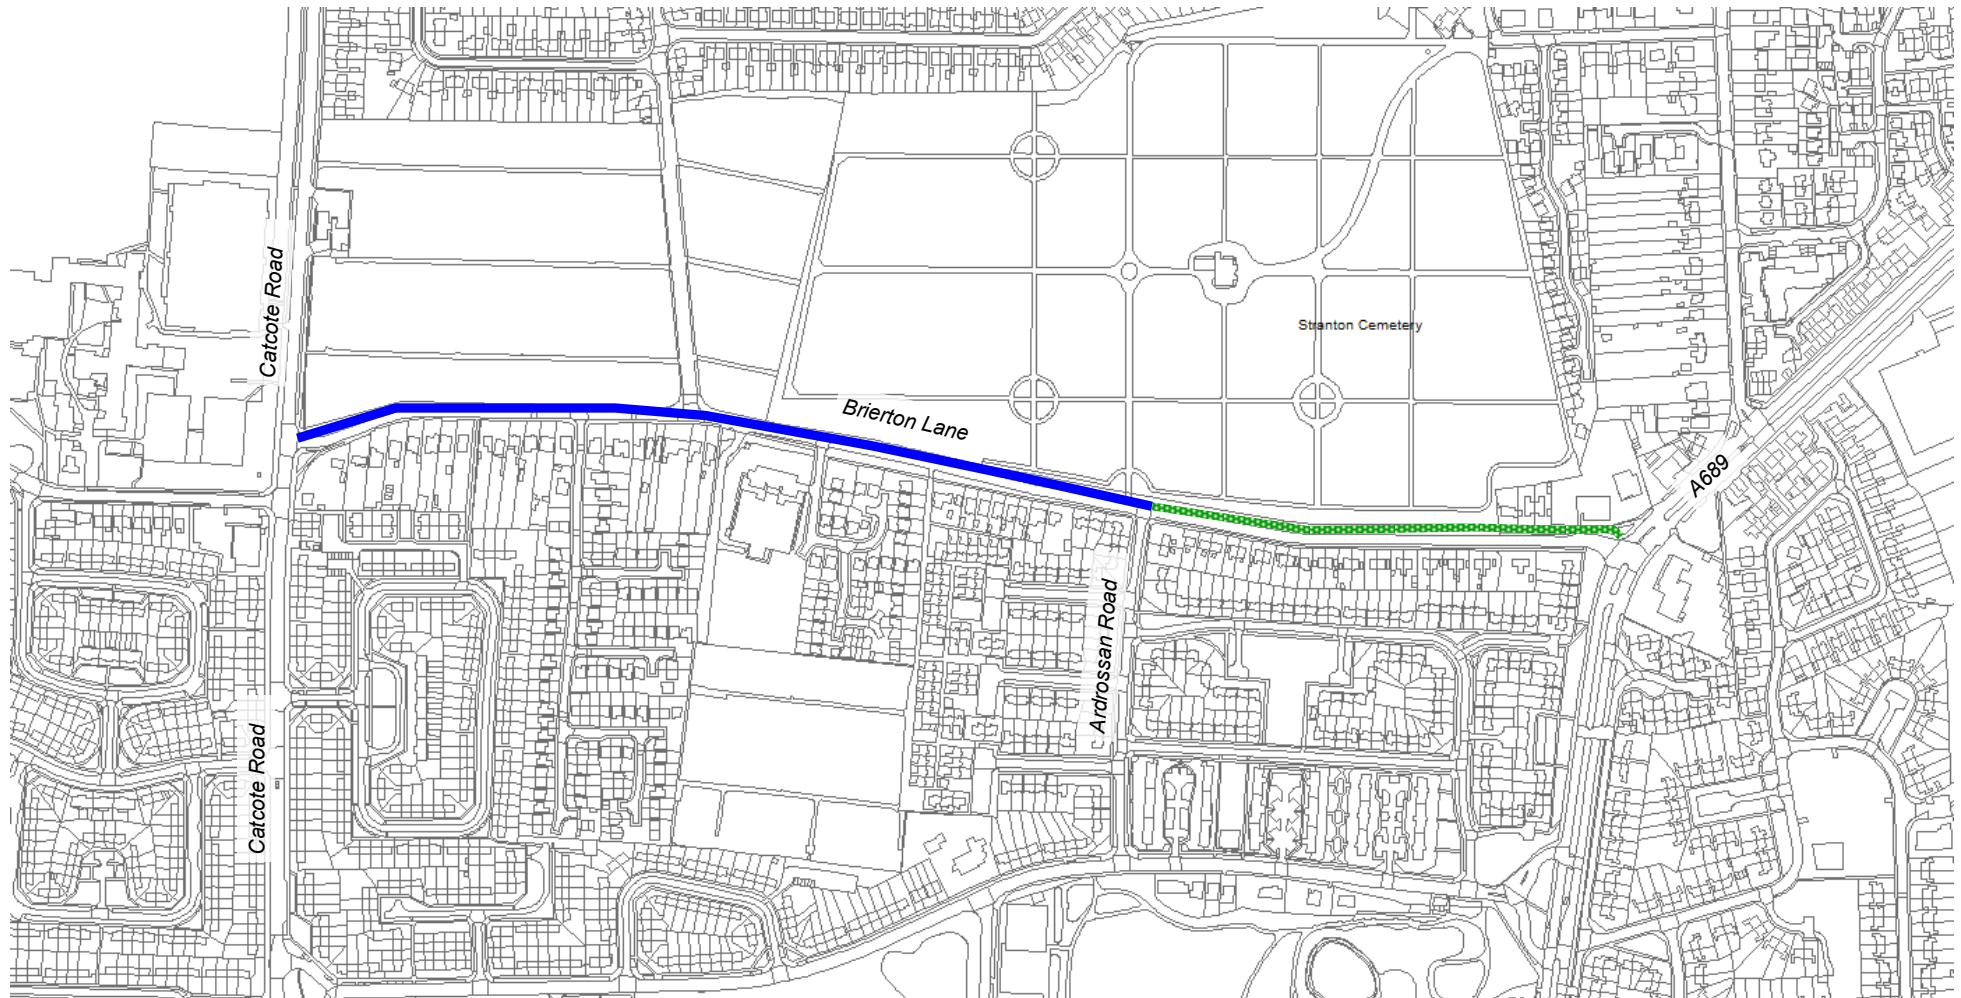 Catcote Road
Stranton Cemetery
Brierton Lane
A689
Ardrossan Road
Catcote Road